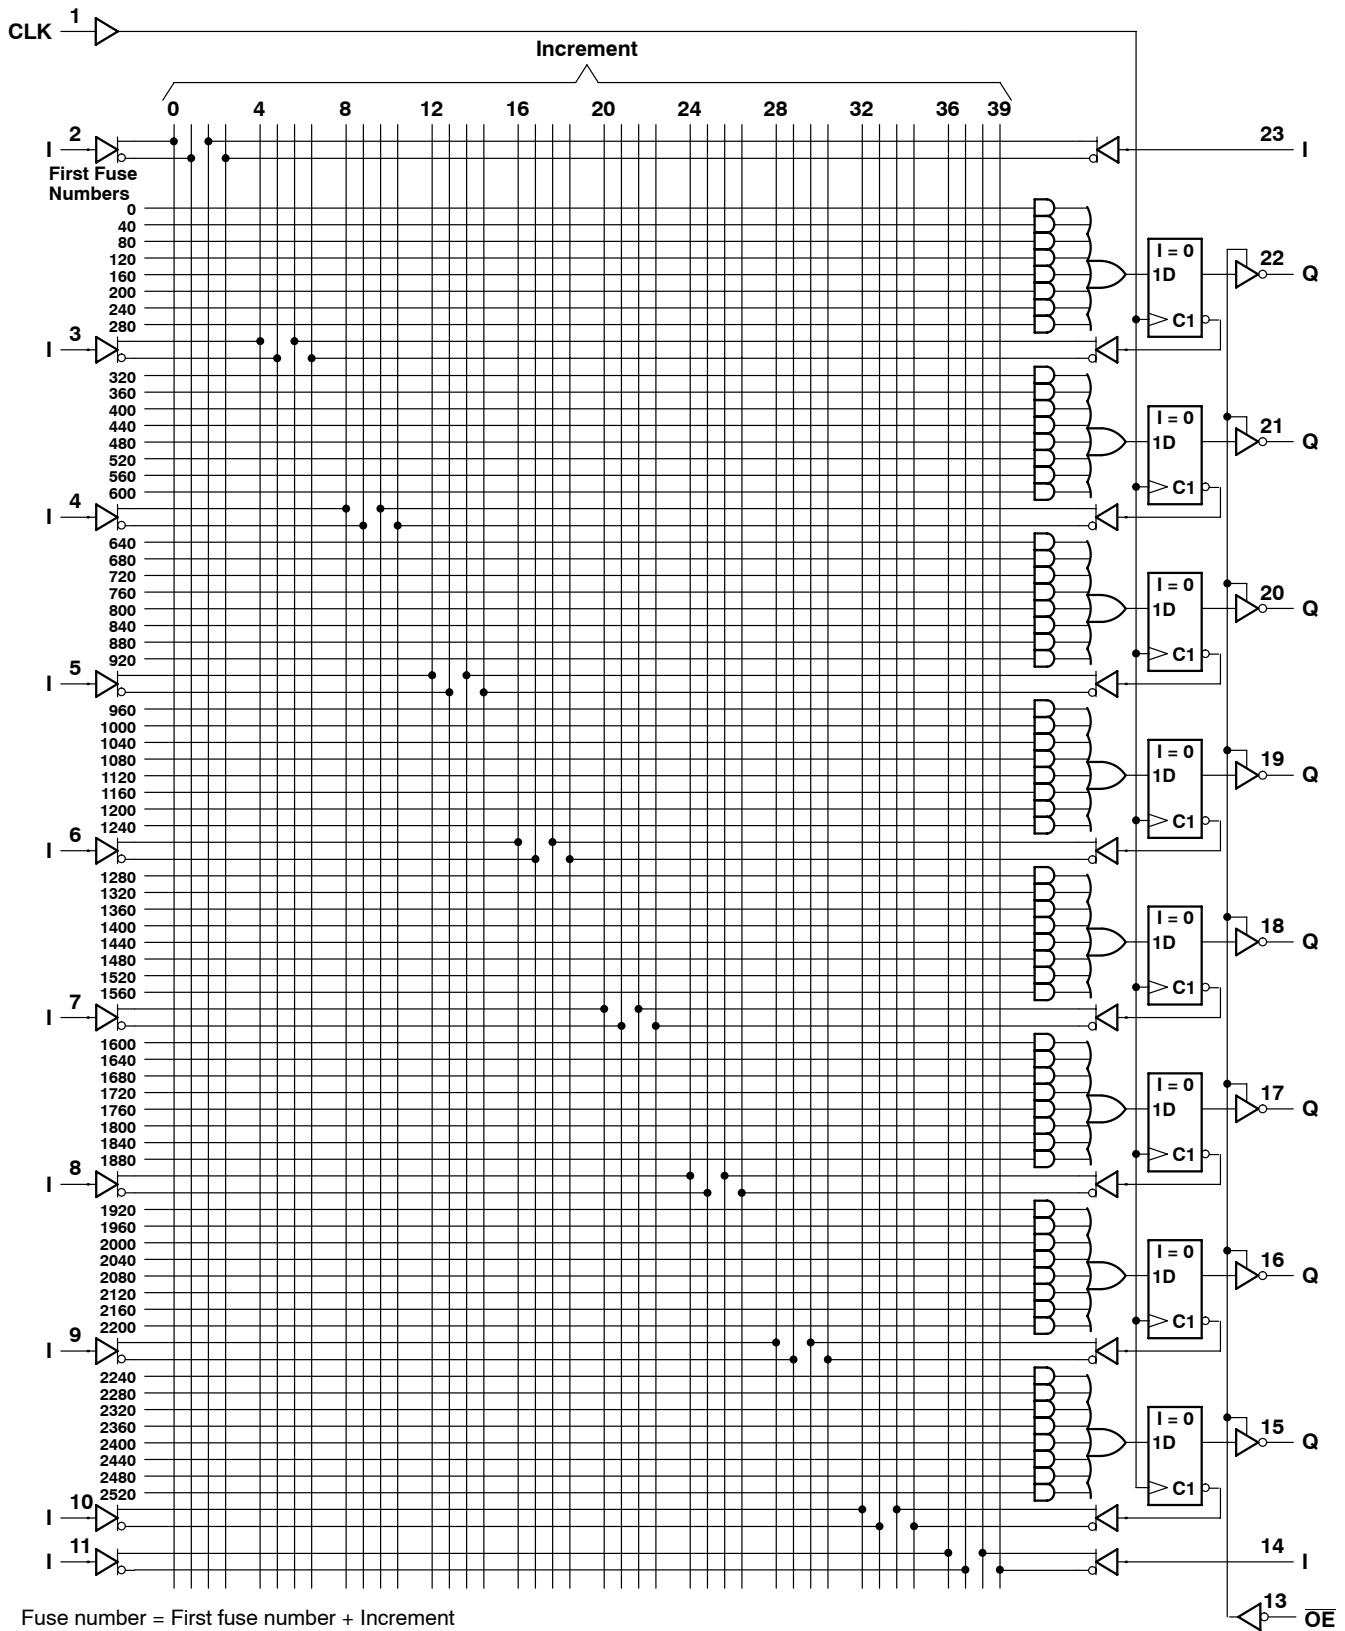 1
CLK
Increment
0 4 8 12 16 20 24 28 32 36 39
2
I
23
I
First Fuse
Numbers
0
40
80
120
160
200
240
280
I = 0
1D
C1
22
Q
3
I
320
360
400
440
480
520
560
600
I = 0
1D
C1
21
Q
4
I
640
680
720
760
800
840
880
920
I = 0
1D
C1
20
Q
5
I
960
1000
1040
1080
1120
1160
1200
1240
I = 0
1D
C1
19
Q
6
I
1280
1320
1360
1400
1440
1480
1520
1560
I = 0
1D
C1
18
Q
7
I
1600
1640
1680
1720
1760
1800
1840
1880
I = 0
1D
C1
17
Q
8
I
1920
1960
2000
2040
2080
2120
2160
2200
I = 0
1D
C1
16
Q
9
I
2240
2280
2320
2360
2400
2440
2480
2520
I = 0
1D
C1
15
Q
10
I
11
I
14
I
13
OE
Fuse number = First fuse number + Increment